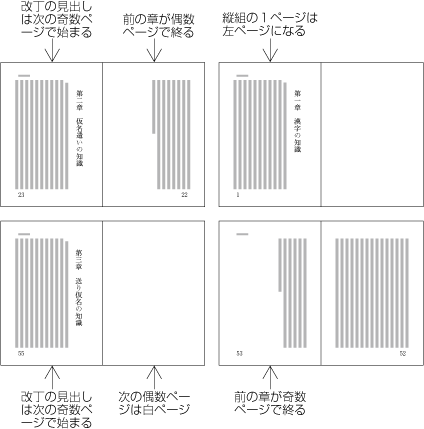 改丁の見出し
は次の奇数ペ
ージで始まる
前の章が偶数
ページで終る
縦組の１ページは
左ページになる
第二章　仮名遣いの知識
23
22
第一章　漢字の知識
1
第三章　送り仮名の知識
55
53
52
改丁の見出し
は次の奇数ペ
ージで始まる
次の偶数ペー
ジは白ページ
前の章が奇数
ページで終る